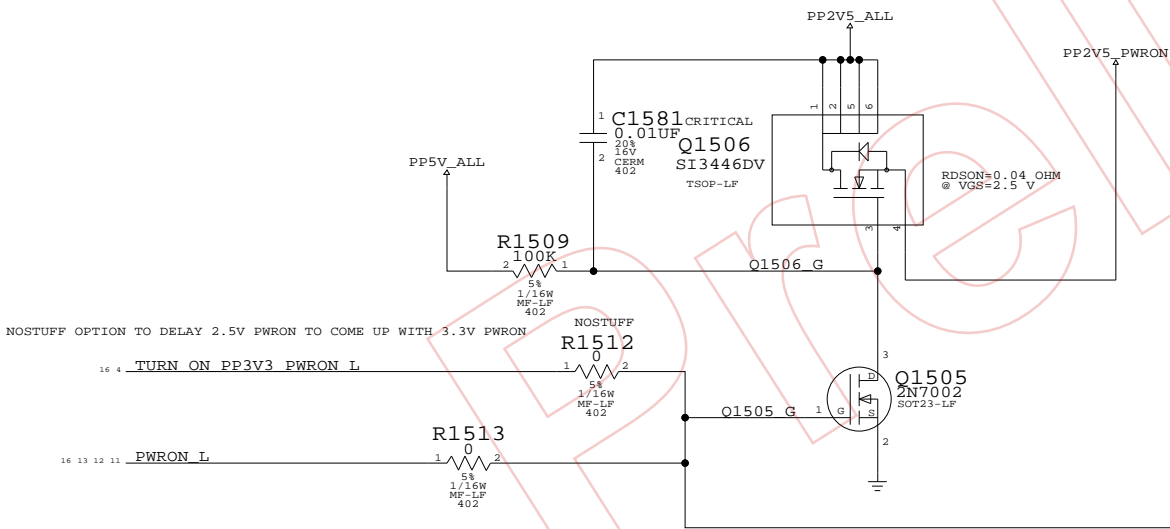 PP2V5_ALL
PP2V5_PWRON
1 2 5 6
1 C1581 CRITICAL
0.01UF
20%
2 16V
CERM
402
Q1506
SI3446DV
TSOP-LF
RDSON=0.04 OHM
@ VGS=2.5 V
3 4
PP5V_ALL
R1509
100K
2 1
5%
1/16W
MF-LF
402
Q1506_G
NOSTUFF OPTION TO DELAY 2.5V PWRON TO COME UP WITH 3.3V PWRON
NOSTUFF
R1512
0
16 4 TURN_ON_PP3V3_PWRON_L 1 2
5%
1/16W
MF-LF
402
3
D
Q1505
2N7002
SOT23-LF
Q1505_G 1 G S
2
R1513
0
16 13 12 11 PWRON_L 1 2
5%
1/16W
MF-LF
402
Prel